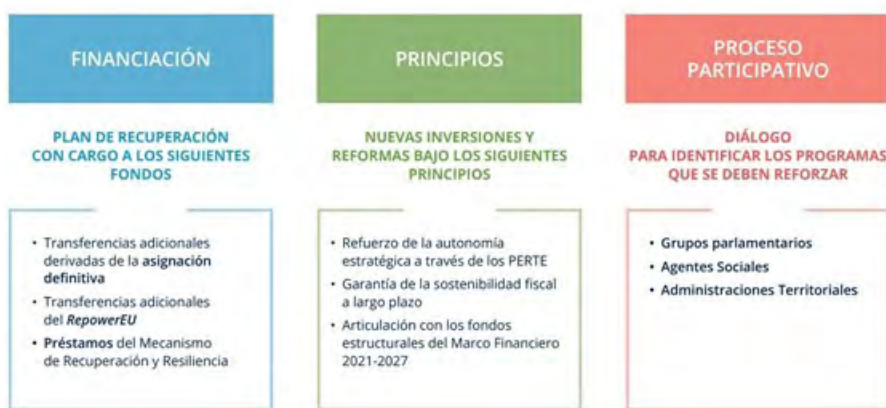 FINANCIACIÓN
PLAN DE RECUPERACIÓN
CON CARGO A LOS SIGUIENTES
FONDOS
• Transferencias adicionales
derivadas de la asignación
definitiva
• Transferencias adicionales
del RepowerEU
• Préstamos del Mecanismo
de Recuperación y Resiliencia
PRINCIPIOS
NUEVAS INVERSIONES Y
REFORMAS BAJO LOS SIGUIENTES
PRINCIPIOS
• Refuerzo de la autonomía
estratégica a través de los PERTE
• Garantía de la sostenibilidad fiscal
a largo plazo
• Articulación con los fondos
estructurales del Marco Financiero
2021-2027
PROCESO
PARTICIPATIVO
DIÁLOGO
PARA IDENTIFICAR LOS PROGRAMAS
QUE SE DEBEN REFORZAR
• Grupos parlamentarios
• Agentes Sociales
• Administraciones Territoriales